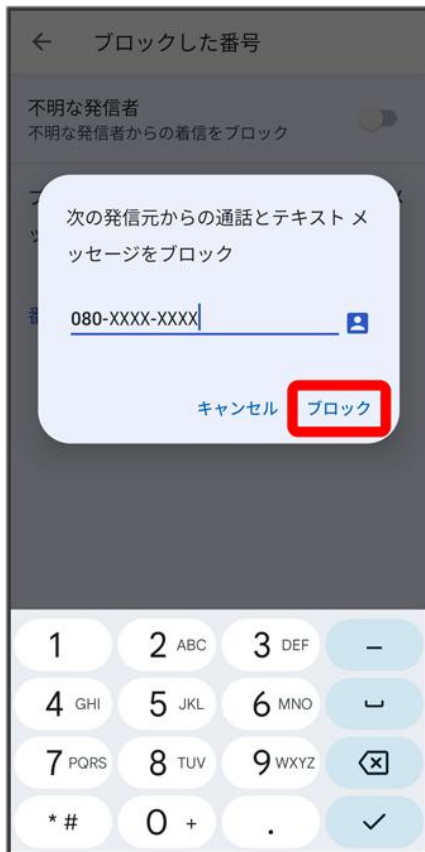 ← ブロックした番号
不明な発信者
不明な発信者からの着信をブロック
次の発信元からの通話とテキスト メ
ッセージをブロック
080-XXXX-XXXX
キャンセル ブロック
1 2 ABC 3 DEF –
4 GHI 5 JKL 6 MNO
7 PQRS 8 TUV 9 WXYZ
* # 0 + .